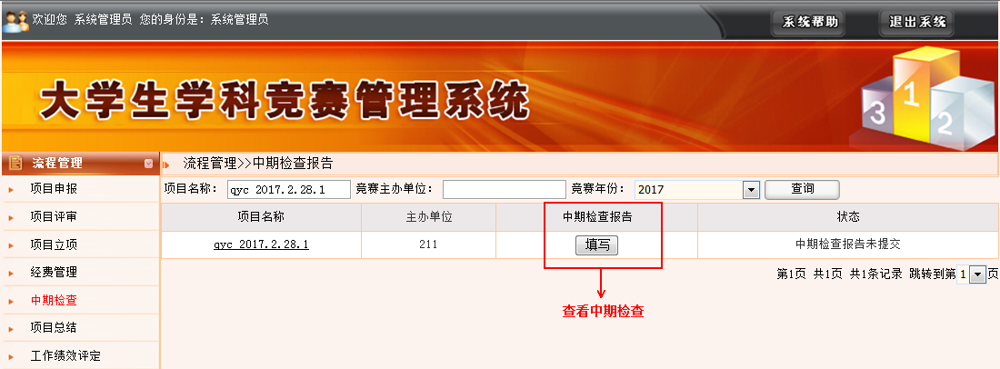 欢迎您 系统管理员 您的身份是：系统管理员
系统帮助
退出系统
大学生学科竞赛管理系统
3 1 2
流程管理
流程管理>>中期检查报告
项目申报
项目评审
项目立项
经费管理
中期检查
项目总结
工作绩效评定
项目名称： qyc 2017.2.28.1 竞赛主办单位： 竞赛年份： 2017 查询
项目名称 主办单位 中期检查报告 状态
qyc 2017.2.28.1 211 填写 中期检查报告未提交
第1页 共1页 共1条记录 跳转到第 1 页
查看中期检查